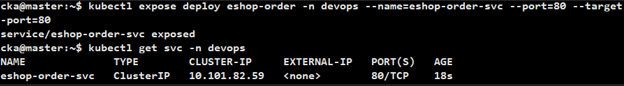 cka@master:~$ kubectl expose deploy eshop-order -n devops --name=eshop-order-svc --port=80 --target
-port=80
service/eshop-order-svc exposed
cka@master:~$ kubectl get svc -n devops
NAME TYPE CLUSTER-IP EXTERNAL-IP PORT(S) AGE
eshop-order-svc ClusterIP 10.101.82.59 <none> 80/TCP 18s